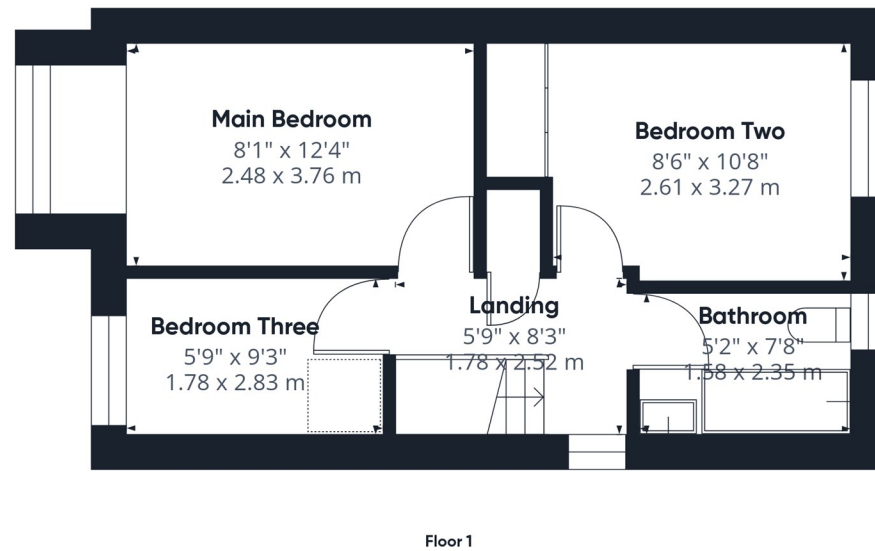 Main Bedroom
8'1" x 12'4"
2.48 x 3.76 m
Bedroom Two
8'6" x 10'8"
2.61 x 3.27 m
Landing
5'9" x 8'3"
1.78 x 2.52 m
Bedroom Three
5'9" x 9'3"
1.78 x 2.83 m
Bathroom
5'2" x 7'8"
1.58 x 2.35 m
Floor 1